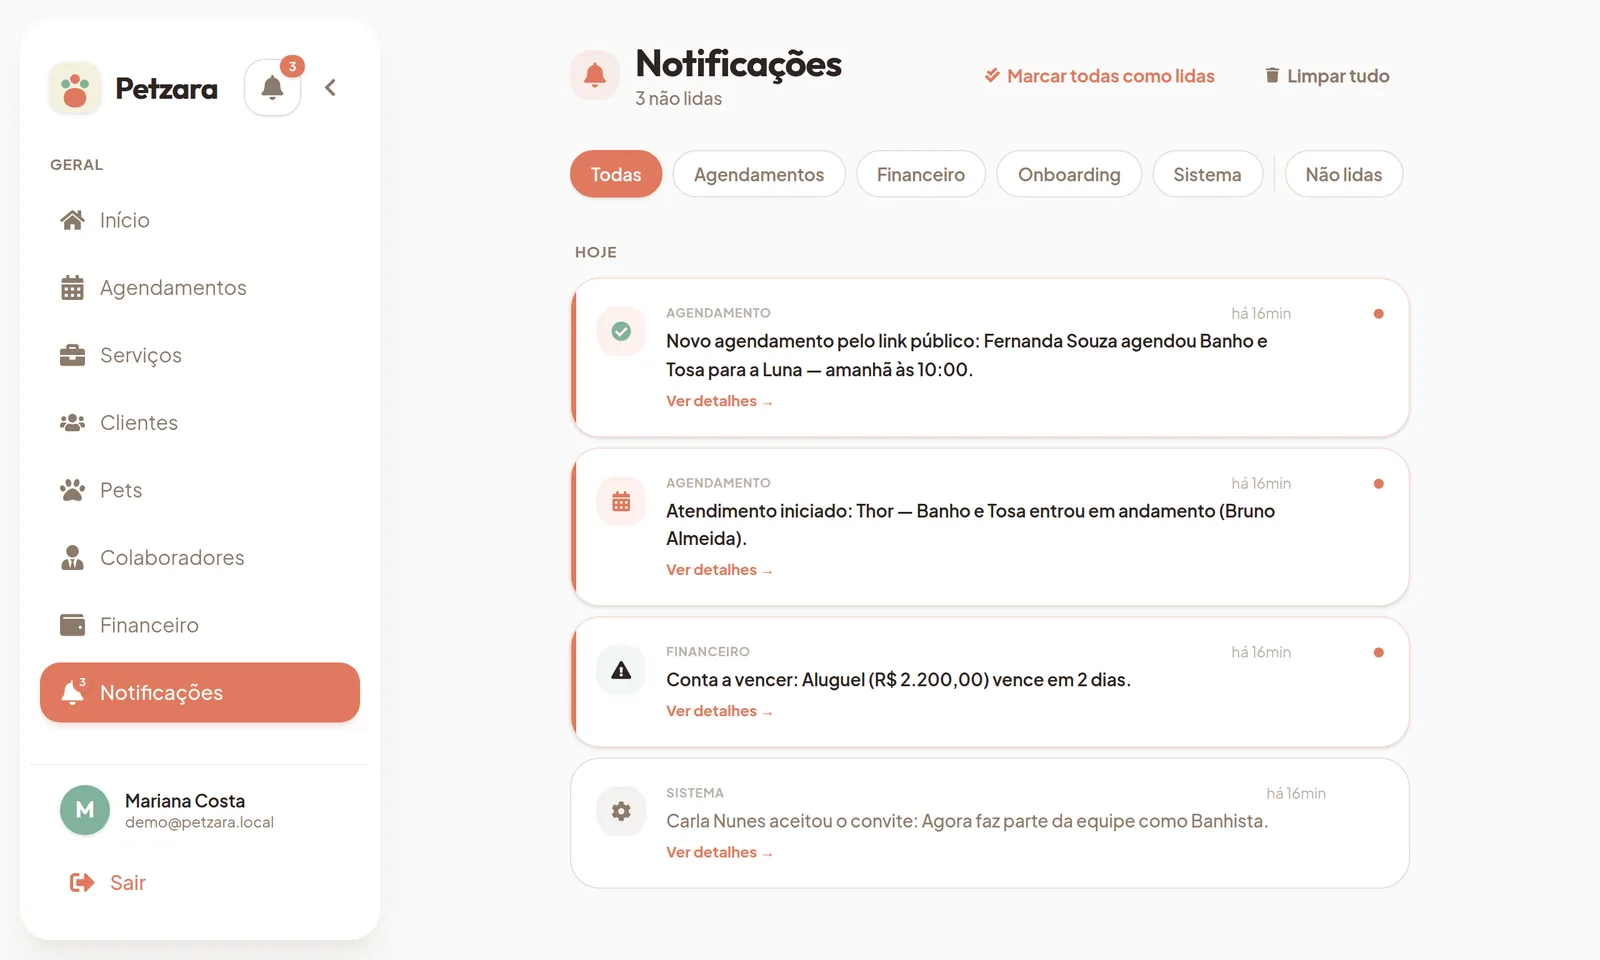 Petzara
3
GERAL
Início
Agendamentos
Serviços
Clientes
Pets
Colaboradores
Financeiro
3
Notificações
M
Mariana Costa
demo@petzara.local
Sair
Notificações
3 não lidas
Marcar todas como lidas
Limpar tudo
Todas
Agendamentos
Financeiro
Onboarding
Sistema
Não lidas
HOJE
AGENDAMENTO
há 16min
Novo agendamento pelo link público: Fernanda Souza agendou Banho e
Tosa para a Luna — amanhã às 10:00.
Ver detalhes →
AGENDAMENTO
há 16min
Atendimento iniciado: Thor — Banho e Tosa entrou em andamento (Bruno
Almeida).
Ver detalhes →
FINANCEIRO
há 16min
Conta a vencer: Aluguel (R$ 2.200,00) vence em 2 dias.
Ver detalhes →
SISTEMA
há 16min
Carla Nunes aceitou o convite: Agora faz parte da equipe como Banhista.
Ver detalhes →